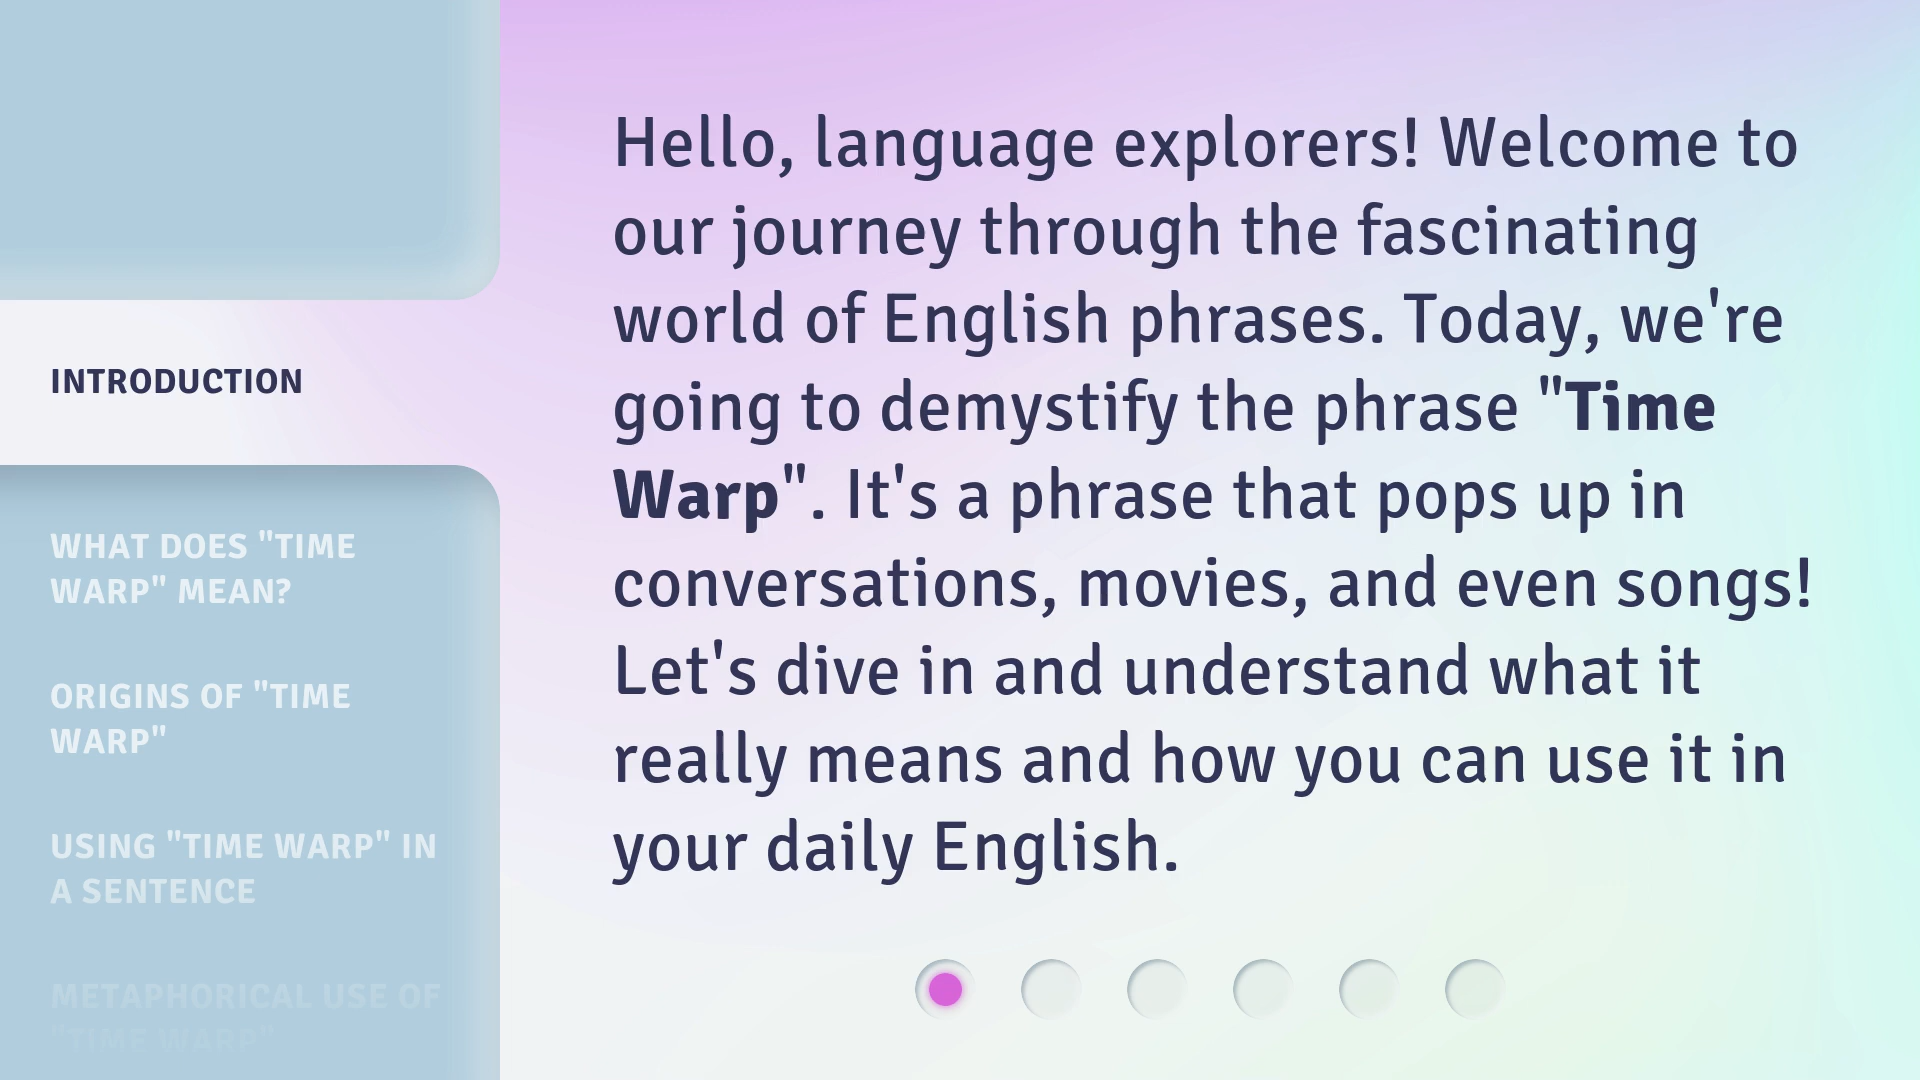 INTRODUCTION
WHAT DOES "TIME
WARP" MEAN?
ORIGINS OF "TIME
WARP"
USING "TIME WARP" IN
A SENTENCE
METAPHORICAL USE OF
"TIME WARP"
Hello, language explorers! Welcome to
our journey through the fascinating
world of English phrases. Today, we're
going to demystify the phrase "Time
Warp". It's a phrase that pops up in
conversations, movies, and even songs!
Let's dive in and understand what it
really means and how you can use it in
your daily English.